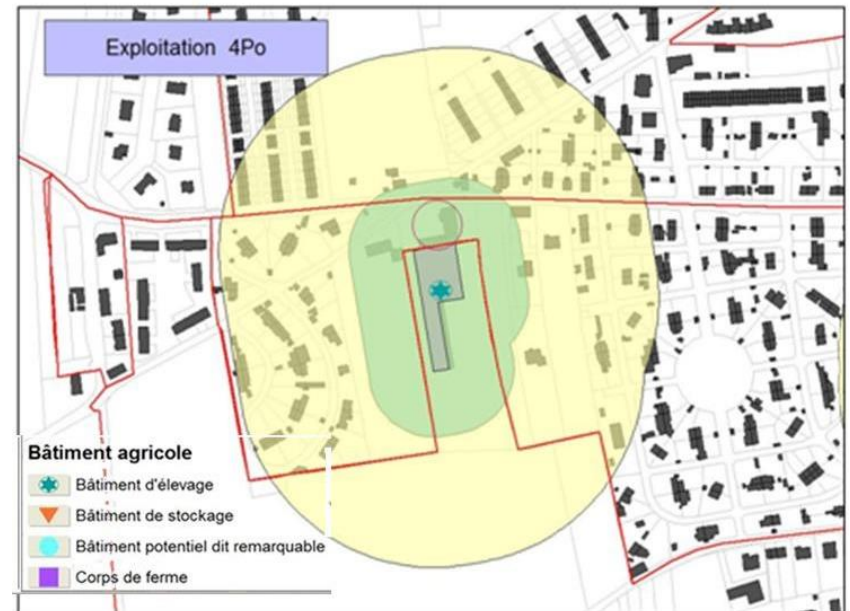 Exploitation 4Po
Bâtiment agricole
Bâtiment d'élevage
Bâtiment de stockage
Bâtiment potentiel dit remarquable
Corps de ferme